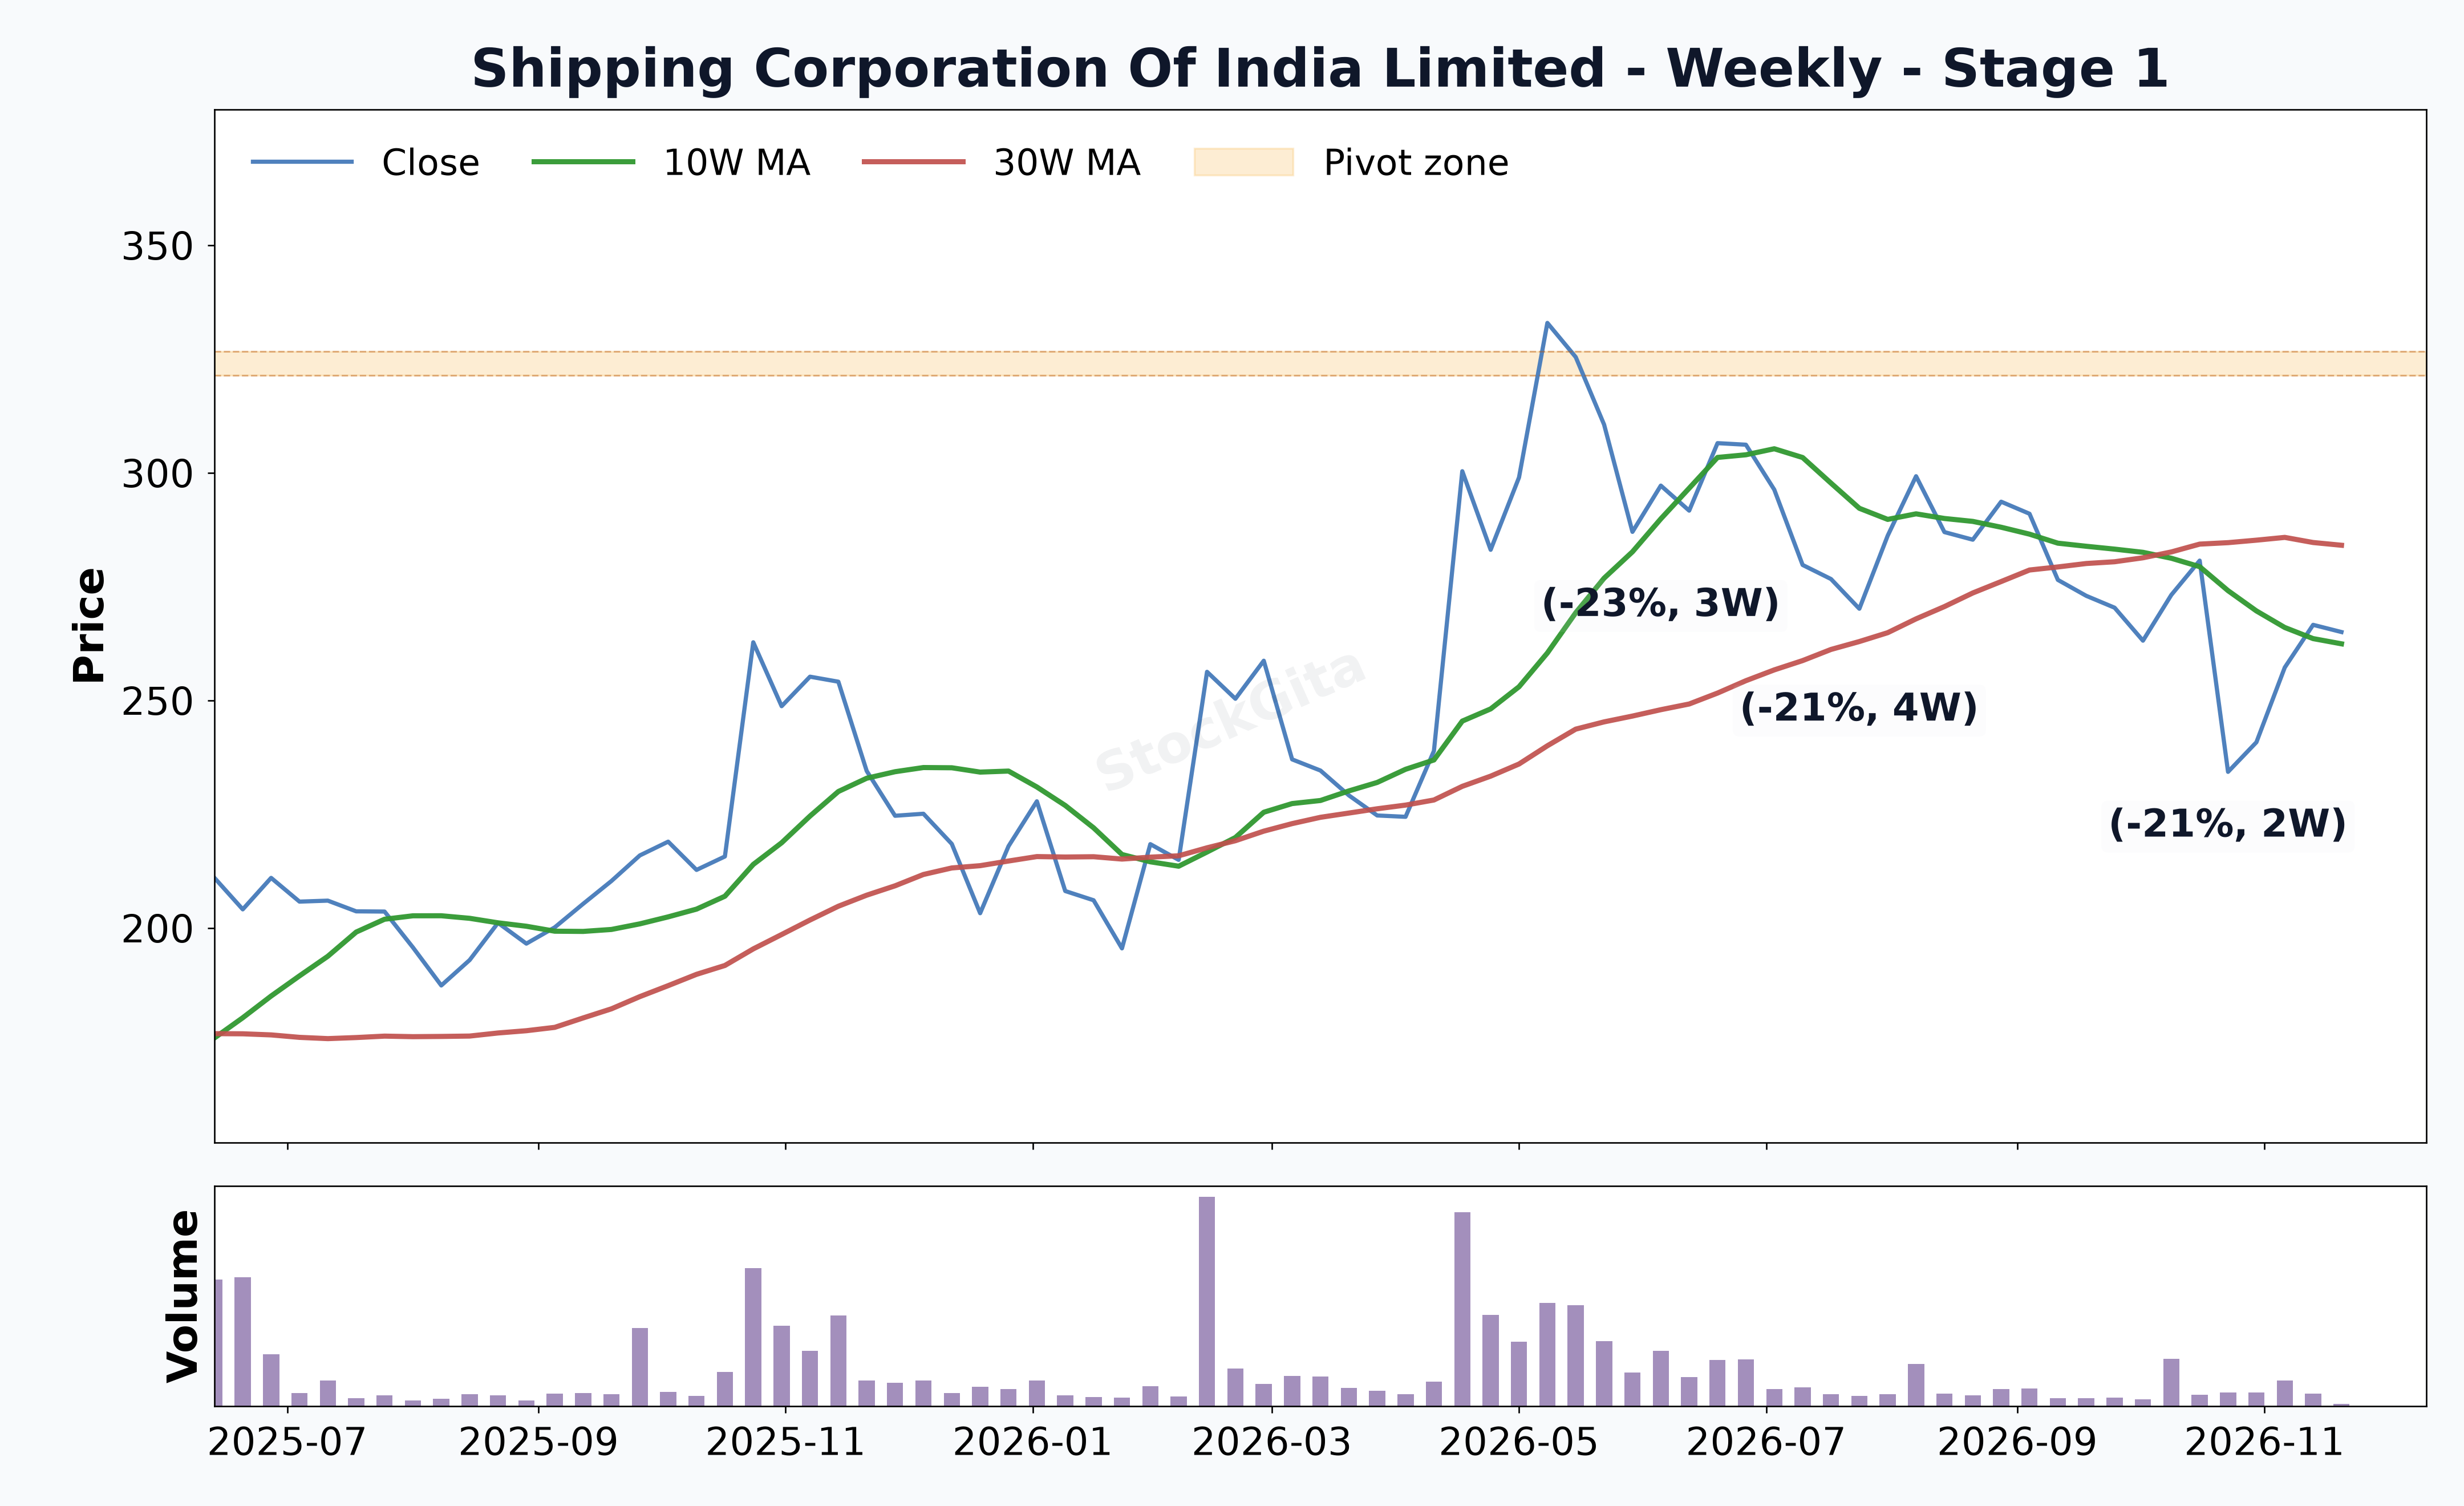 Shipping Corporation Of India Limited - Weekly - Stage 1
Close 10W MA 30W MA Pivot zone
350
300
250
200
Price
(-23%, 3W)
(-21%, 4W)
(-21%, 2W)
StockGita
Volume
2025-07 2025-09 2025-11 2026-01 2026-03 2026-05 2026-07 2026-09 2026-11